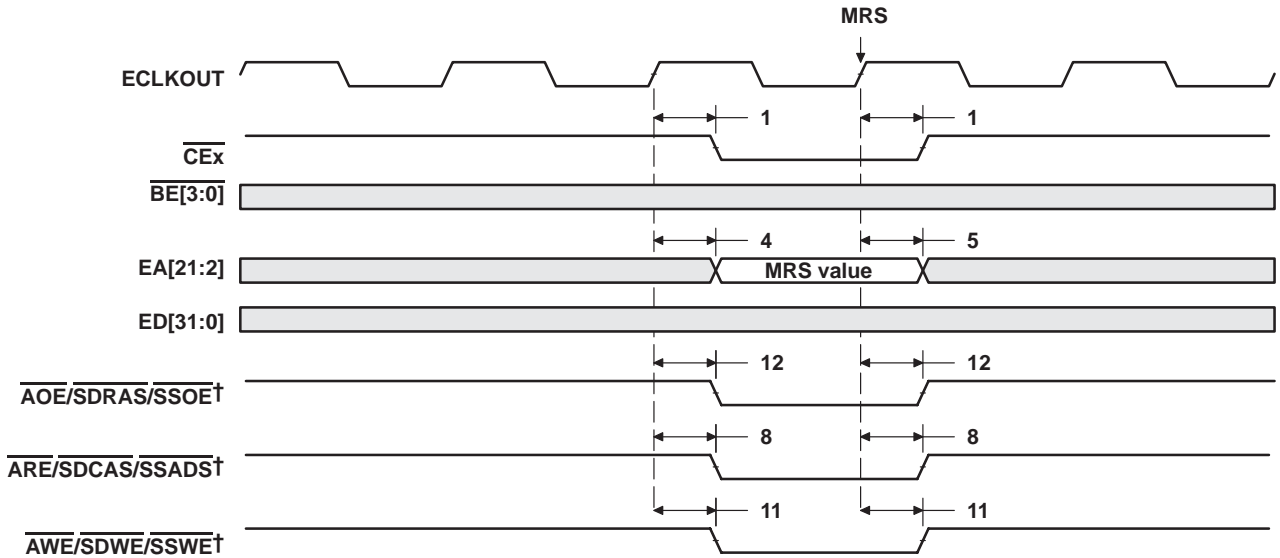 MRS
ECLKOUT
1 1
CEx
BE[3:0]
4 5
EA[21:2] MRS value
ED[31:0]
12 12
AOE/SDRAS/SSOE†
8 8
ARE/SDCAS/SSADS†
11 11
AWE/SDWE/SSWE†